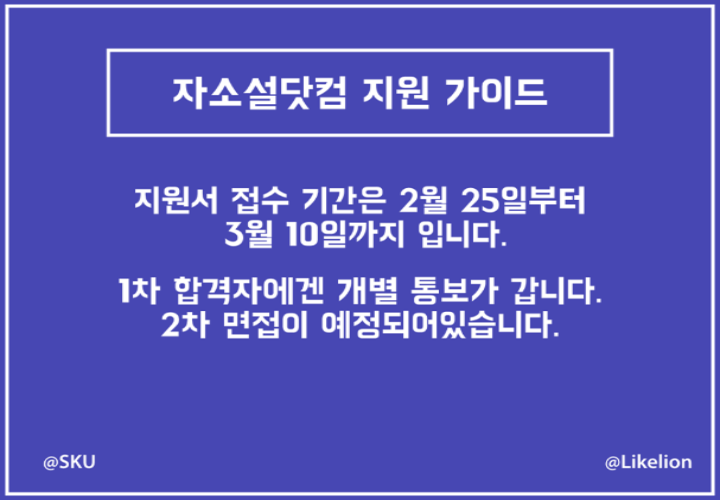 자소설닷컴 지원 가이드
지원서 접수 기간은 2월 25일부터
3월 10일까지 입니다.
1차 합격자에겐 개별 통보가 갑니다.
2차 면접이 예정되어있습니다.
@SKU
@Likelion